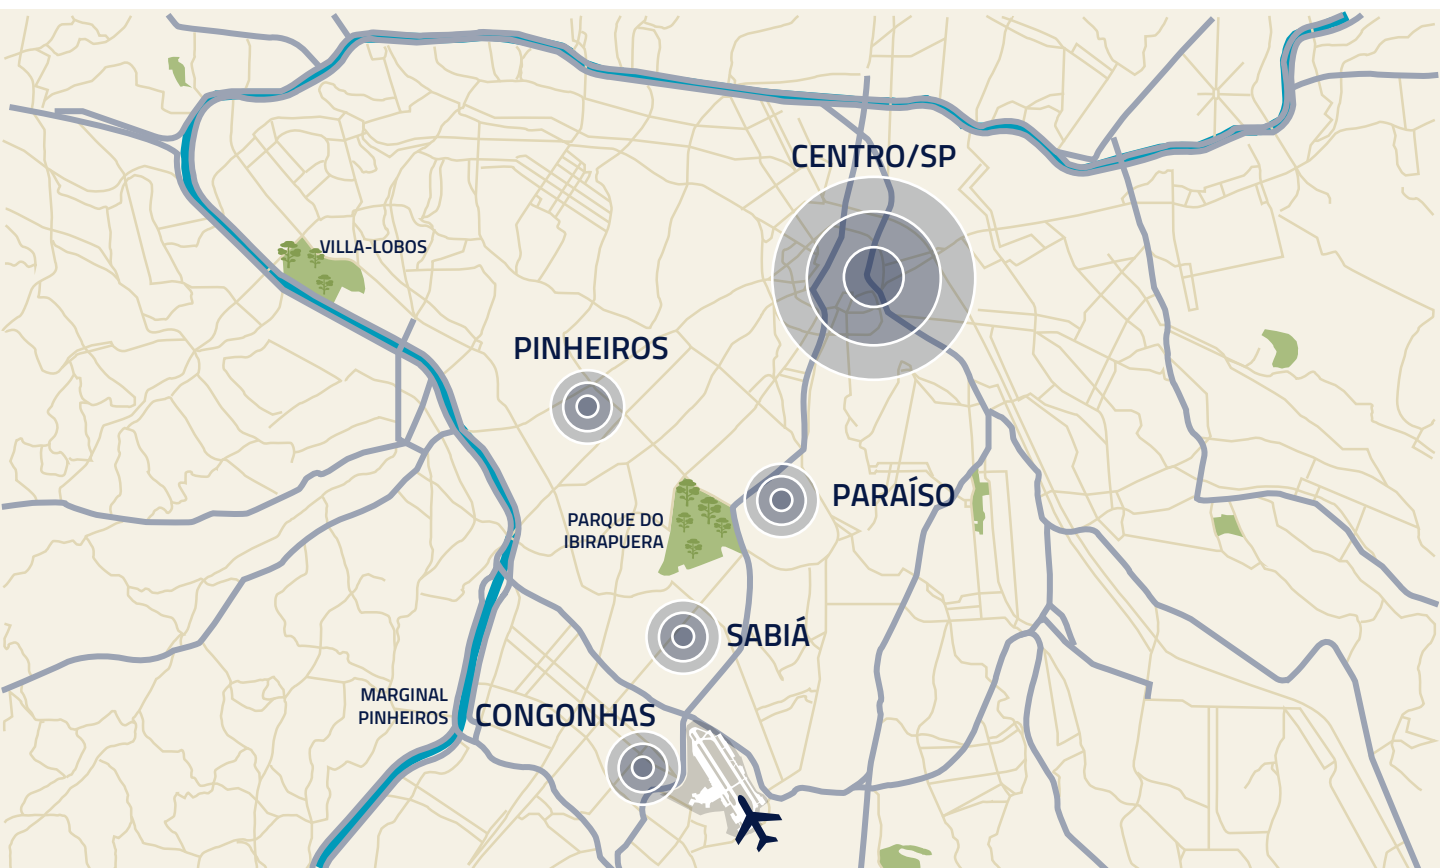 CENTRO/SP
VILLA-LOBOS
PINHEIROS
PARAÍSO
PARQUE DO
IBIRAPUERA
SABIÁ
MARGINAL
PINHEIROS
CONGONHAS